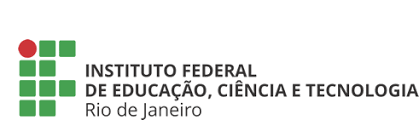 INSTITUTO FEDERAL
DE EDUCAÇÃO, CIÊNCIA E TECNOLOGIA
Rio de Janeiro